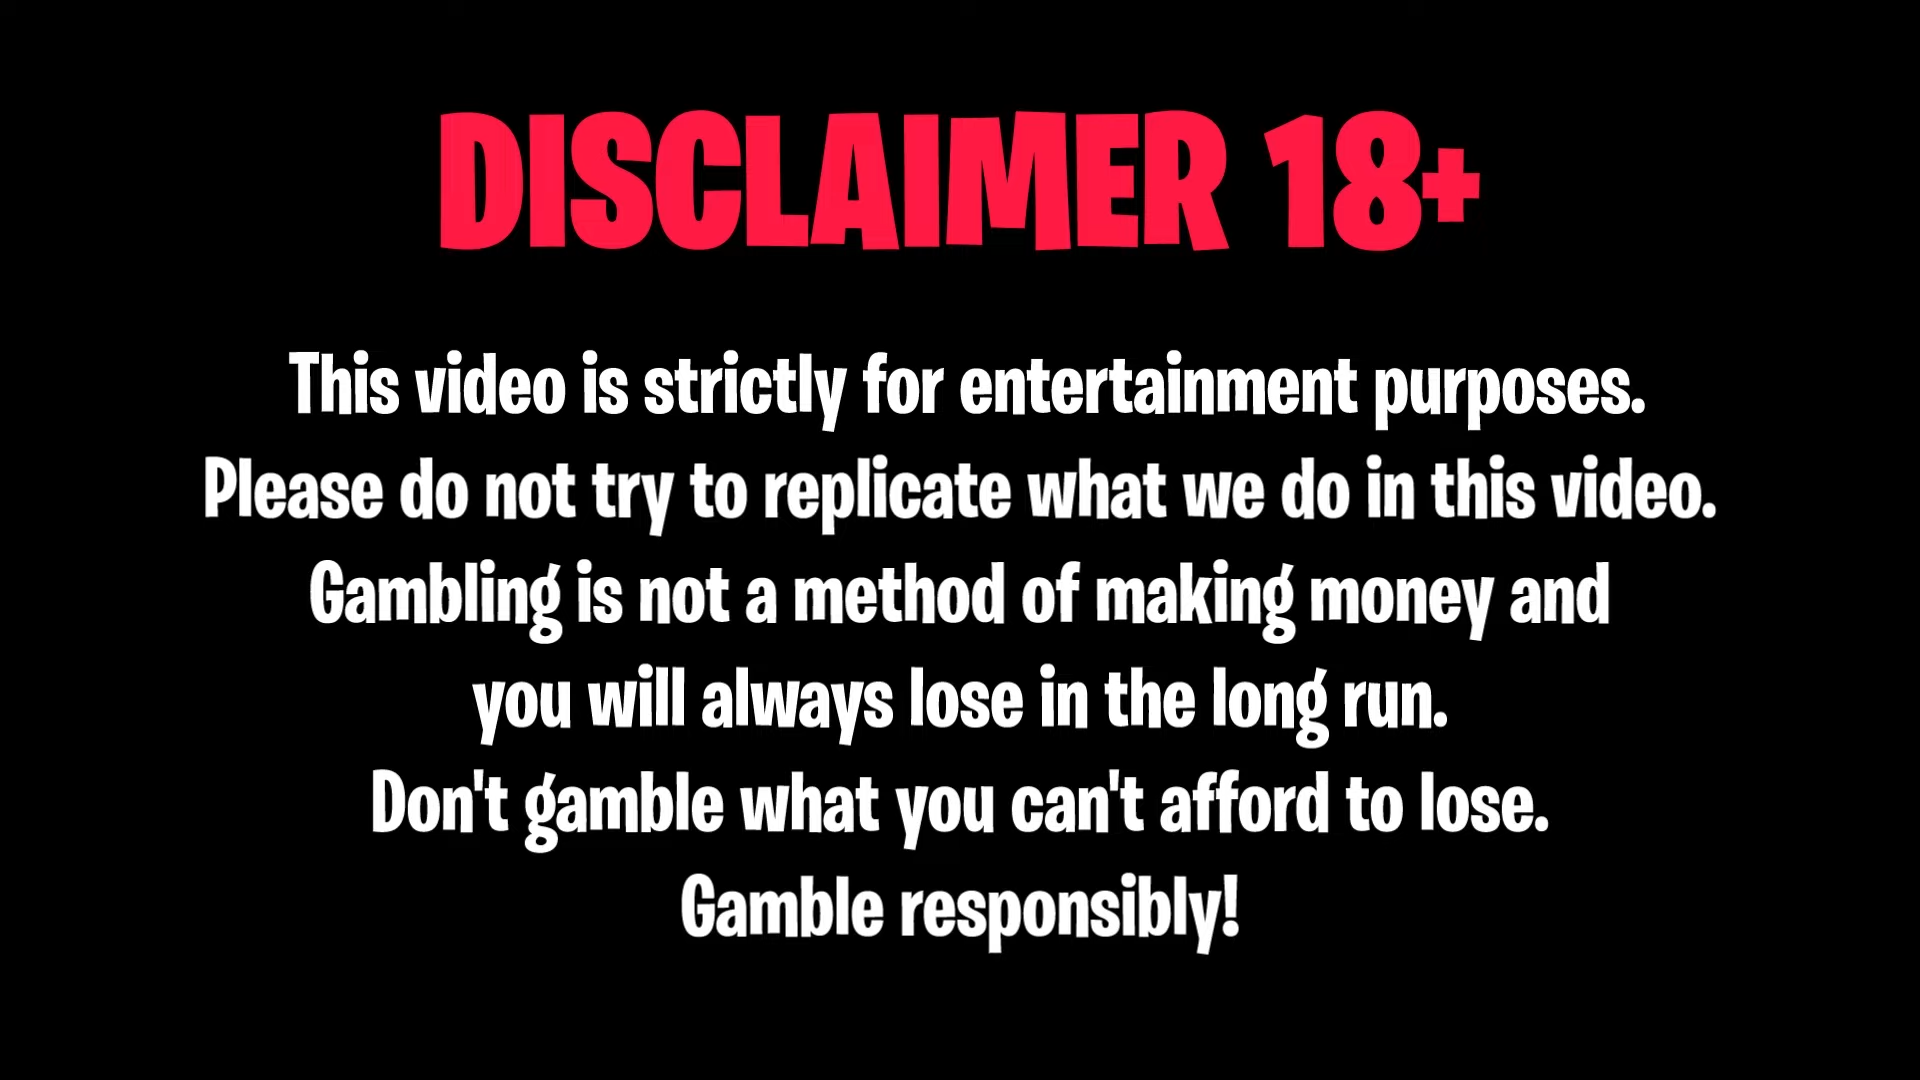 DISCLAIMER 18+
This video is strictly for entertainment purposes.
Please do not try to replicate what we do in this video.
Gambling is not a method of making money and
you will always lose in the long run.
Don't gamble what you can't afford to lose.
Gamble responsibly!